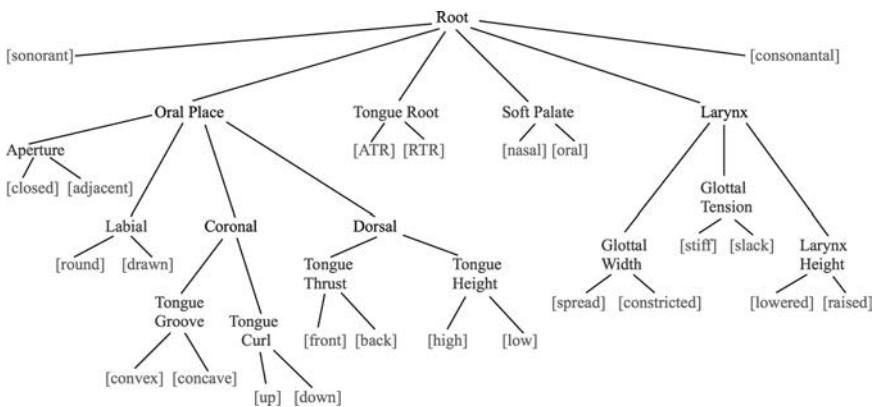 Root
[sonorant] [consonantal]
Oral Place Tongue Root Soft Palate Larynx
Aperture [ATR] [RTR] [nasal] [oral]
[closed] [adjacent]
Glottal
Tension
Labial Coronal Dorsal
Glottal
Width
[stiff] [slack]
Larynx
Height
[round] [drawn]
Tongue
Thrust
Tongue
Height
[spread] [constricted] [lowered] [raised]
Tongue
Groove
Tongue
Curl
[front] [back] [high] [low]
[convex] [concave]
[up] [down]